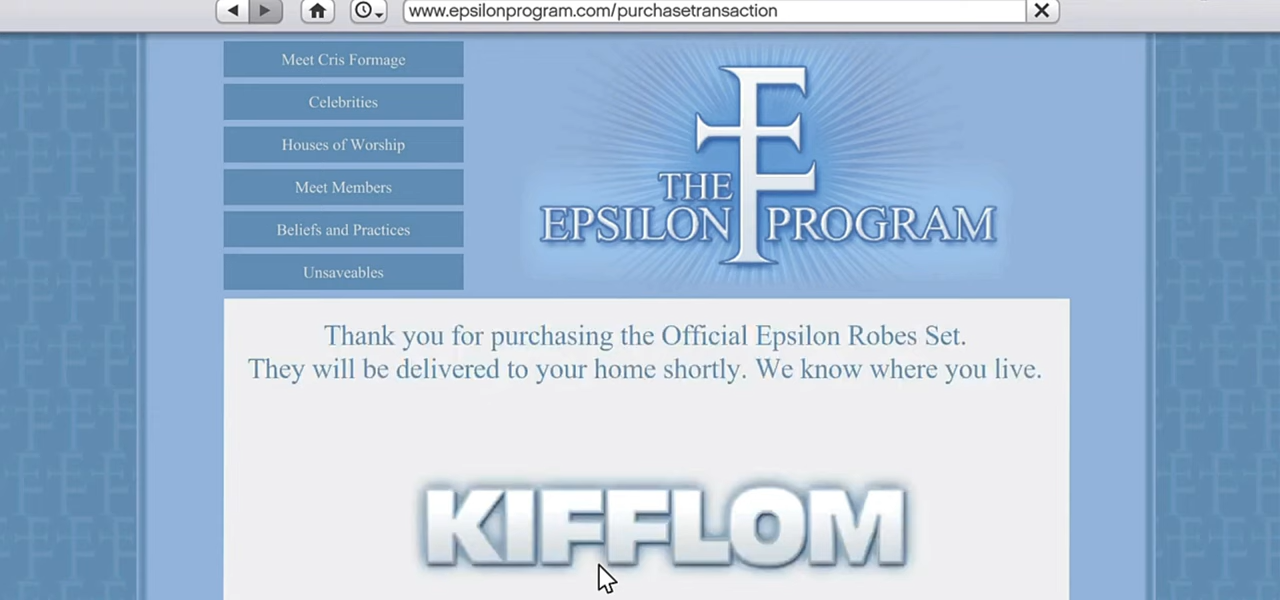 www.epsilonprogram.com/purchasetransaction
Meet Cris Formage
Celebrities
Houses of Worship
Meet Members
Beliefs and Practices
Unsaveables
THE
EPSILON PROGRAM
Thank you for purchasing the Official Epsilon Robes Set.
They will be delivered to your home shortly. We know where you live.
KIFFLOM